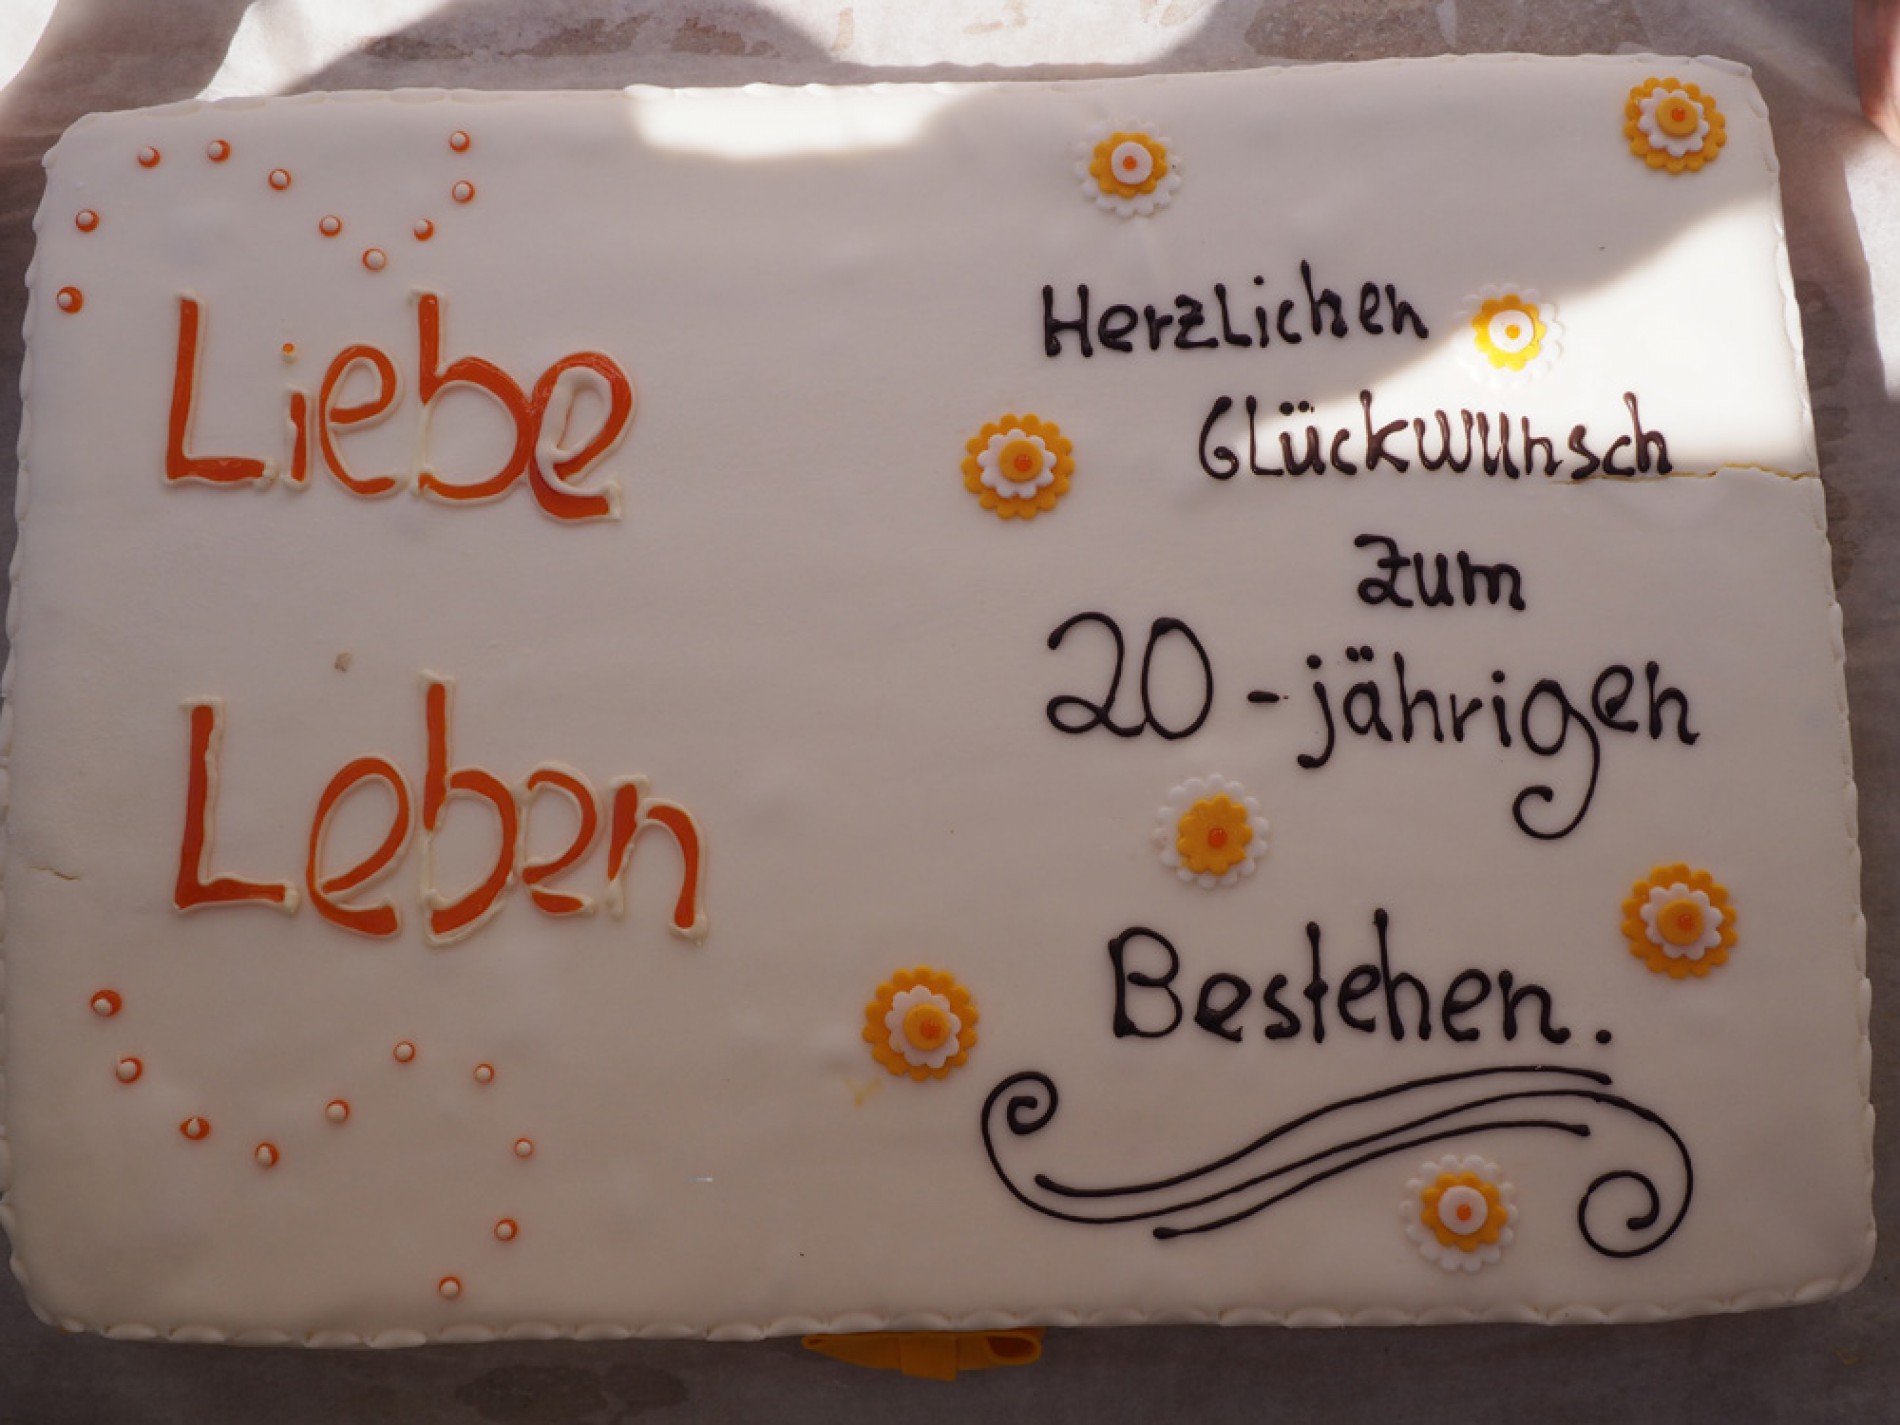 Liebe
Leben
Herzlichen
Glückwunsch
zum
20-jährigen
Bestehen.